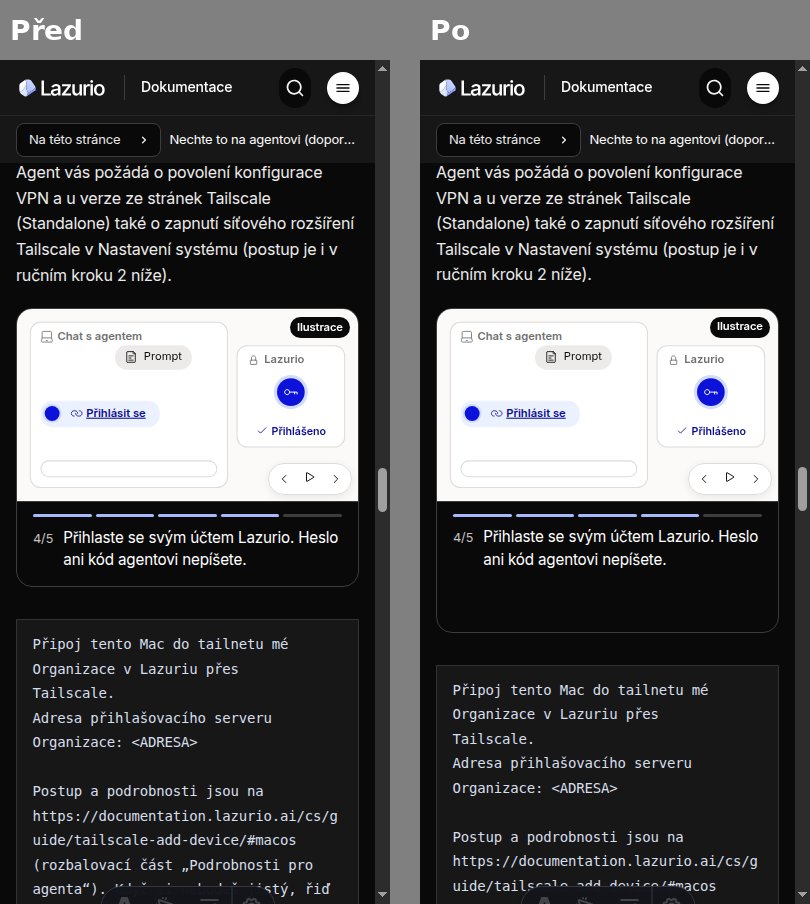 Před
Lazurio
Dokumentace
Na této stránce
Nechte to na agentovi (dopor...
Agent vás požádá o povolení konfigurace
VPN a u verze ze stránek Tailscale
(Standalone) také o zapnutí síťového rozšíření
Tailscale v Nastavení systému (postup je i v
ručním kroku 2 níže).
Ilustrace
Chat s agentem
Prompt
Lazurio
Přihlásit se
Přihlášeno
4/5
Přihlaste se svým účtem Lazurio. Heslo
ani kód agentovi nepíšete.
Připoj tento Mac do tailnetu mé
Organizace v Lazuriu přes
Tailscale.
Adresa přihlašovacího serveru
Organizace: <ADRESA>
Postup a podrobnosti jsou na
https://documentation.lazurio.ai/cs/g
uide/tailscale-add-device/#macos
(rozbalovací část „Podrobnosti pro
agenta“).
Po
Lazurio
Dokumentace
Na této stránce
Nechte to na agentovi (dopor...
Agent vás požádá o povolení konfigurace
VPN a u verze ze stránek Tailscale
(Standalone) také o zapnutí síťového rozšíření
Tailscale v Nastavení systému (postup je i v
ručním kroku 2 níže).
Ilustrace
Chat s agentem
Prompt
Lazurio
Přihlásit se
Přihlášeno
4/5
Přihlaste se svým účtem Lazurio. Heslo
ani kód agentovi nepíšete.
Připoj tento Mac do tailnetu mé
Organizace v Lazuriu přes
Tailscale.
Adresa přihlašovacího serveru
Organizace: <ADRESA>
Postup a podrobnosti jsou na
https://documentation.lazurio.ai/cs/g
uide/tailscale-add-device/#macos